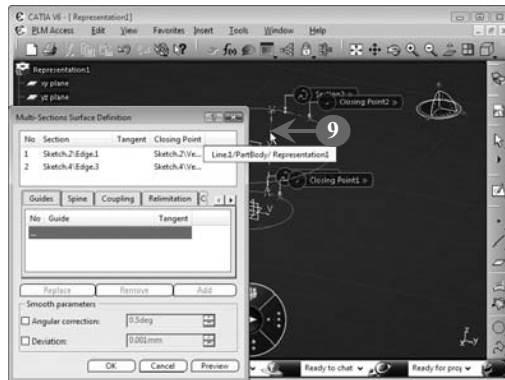 CATIA V6 - [ Representation1]
PLM Access Edit View Favorites Insert Tools Window Help
Representation1
xy plane
yz plane
Closing Point2
9
Multi-Sections Surface Definition
No Section Tangent Closing Point
1 Sketch.2\Edge.1 Sketch.2\Ve...
2 Sketch.4\Edge.3 Sketch.4\Ve...
Line.1/PartBody/ Representation1
Closing Point1
Guides Spine Coupling Relimitation C
No Guide Tangent
...
Replace Remove Add
Smooth parameters
Angular correction: 0.5deg
Deviation: 0.001mm
OK Cancel Preview
Ready to chat Ready for proj